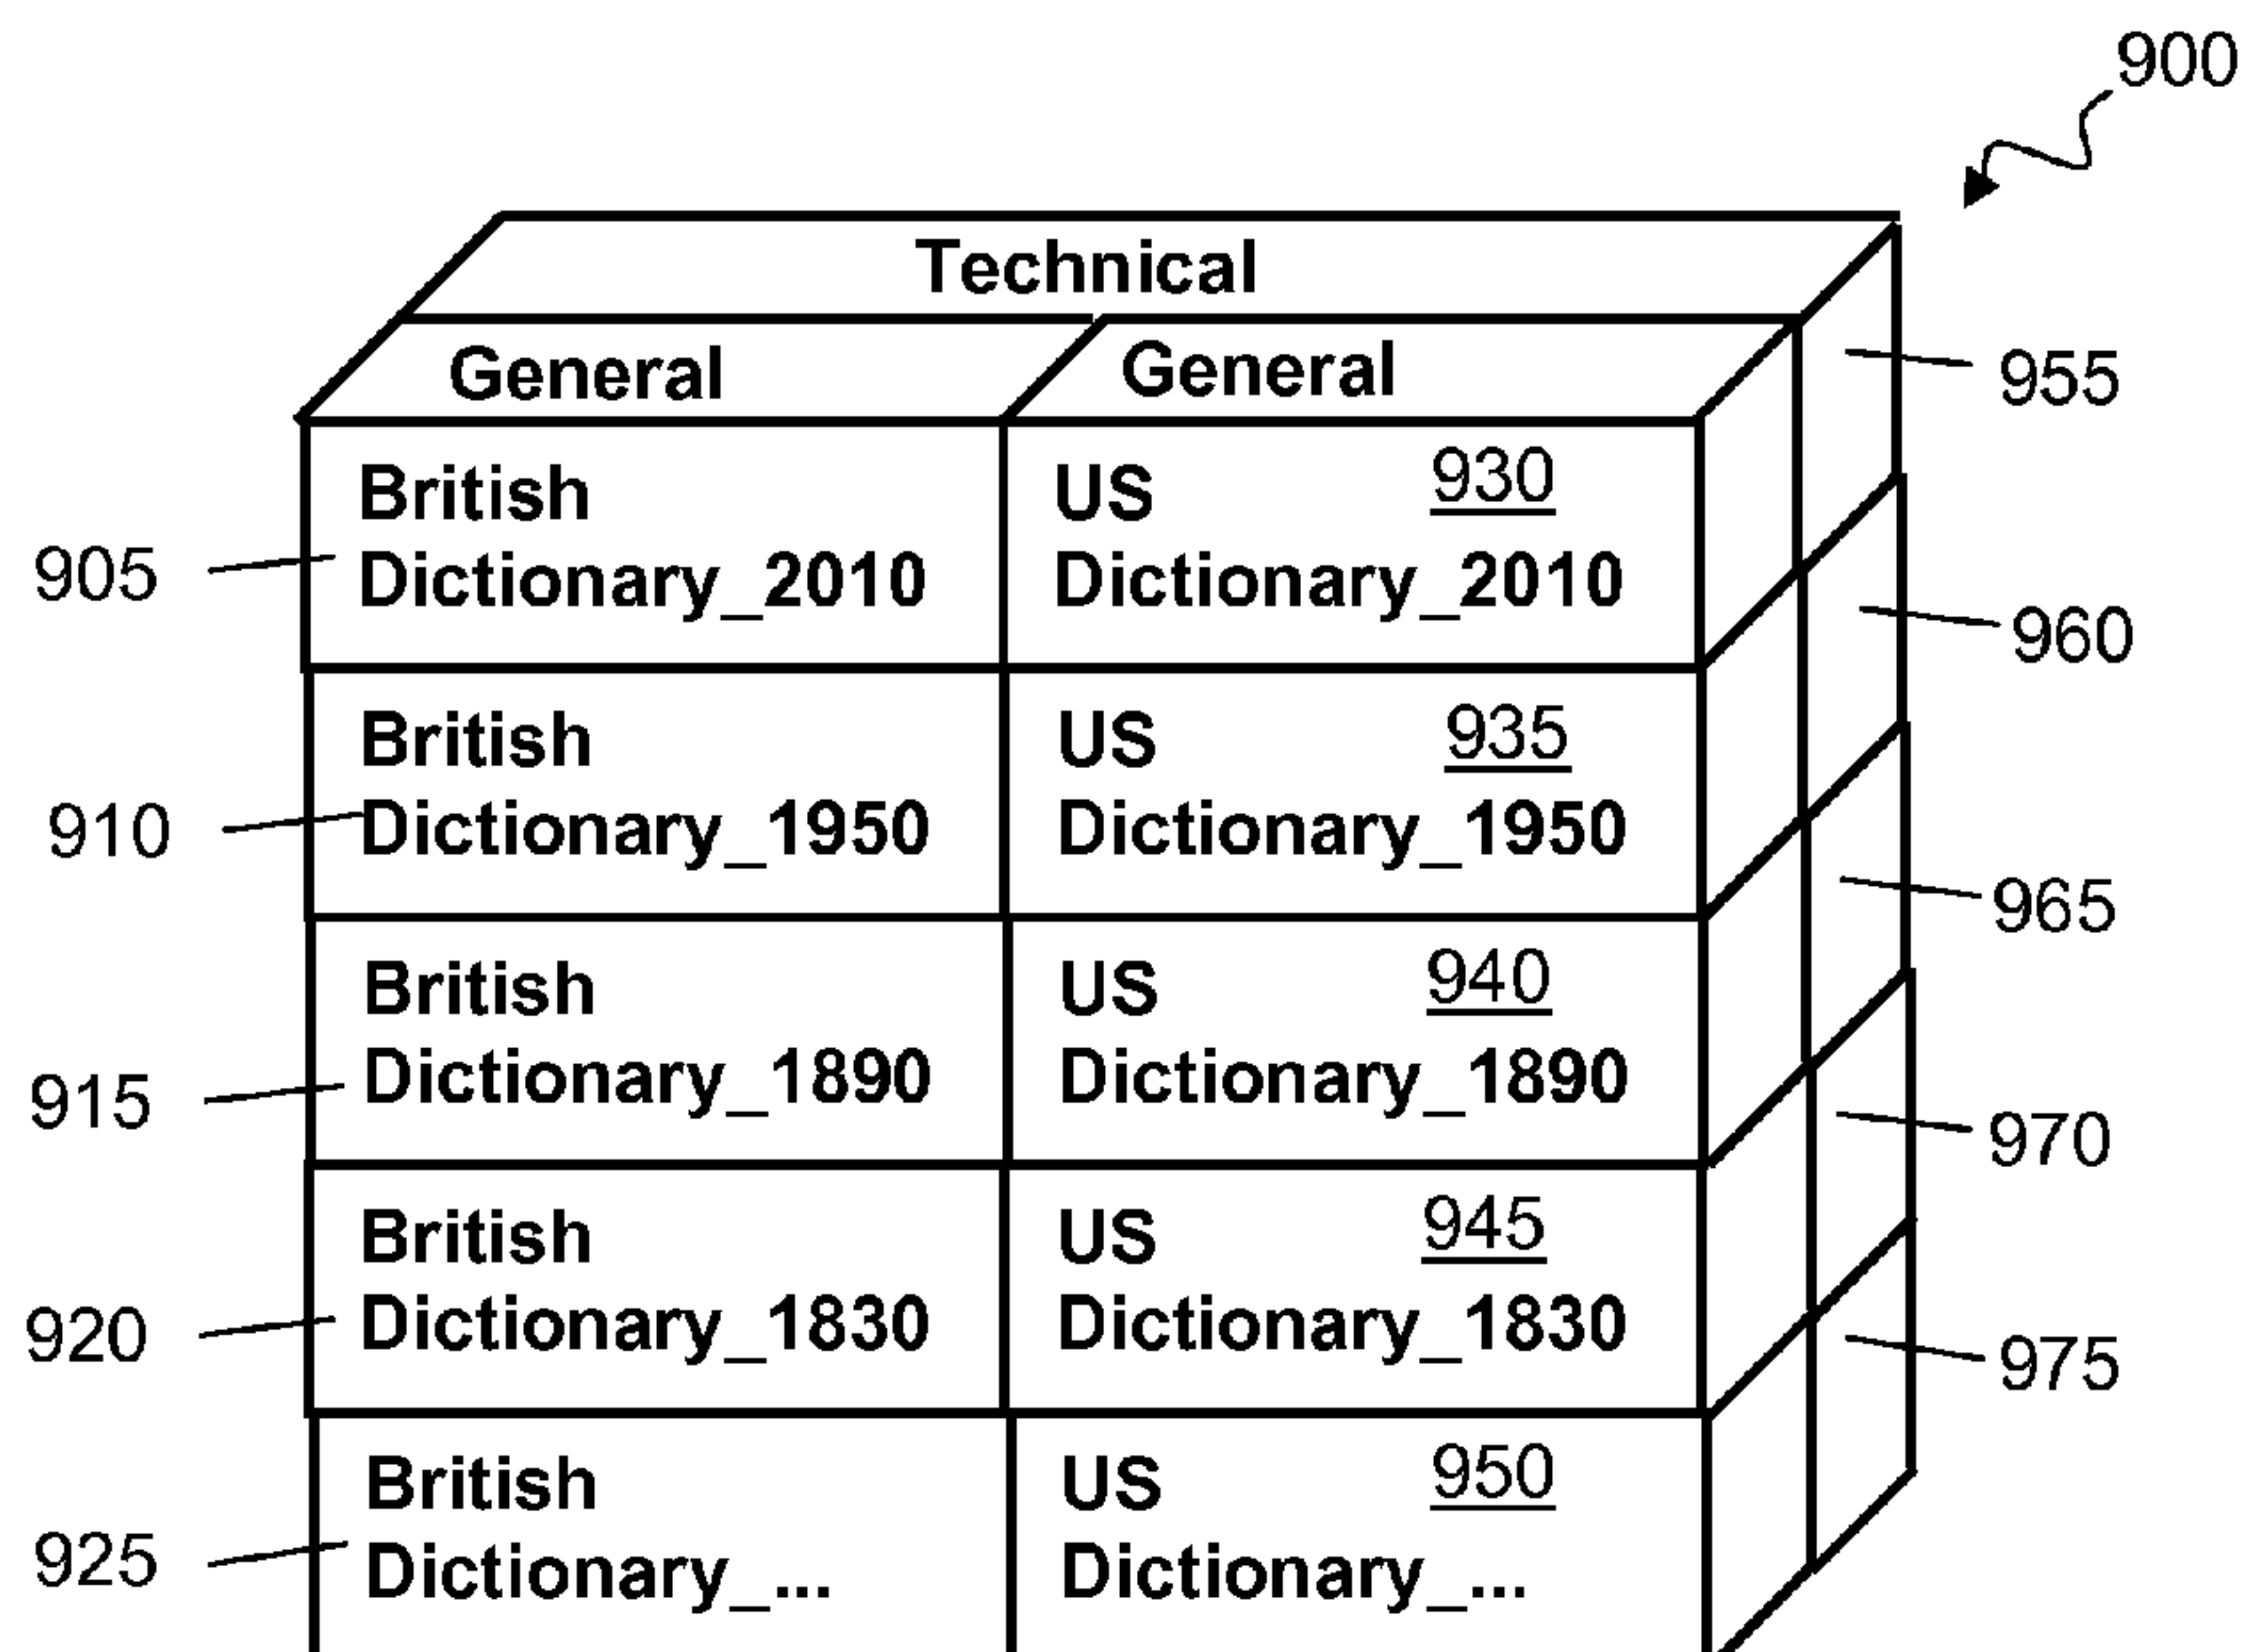 900
Technical
General General
955
British US 930
905 Dictionary_2010 Dictionary_2010
960
British US 935
910 Dictionary_1950 Dictionary_1950
965
British US 940
915 Dictionary_1890 Dictionary_1890
970
British US 945
920 Dictionary_1830 Dictionary_1830
975
British US 950
925 Dictionary_... Dictionary_...